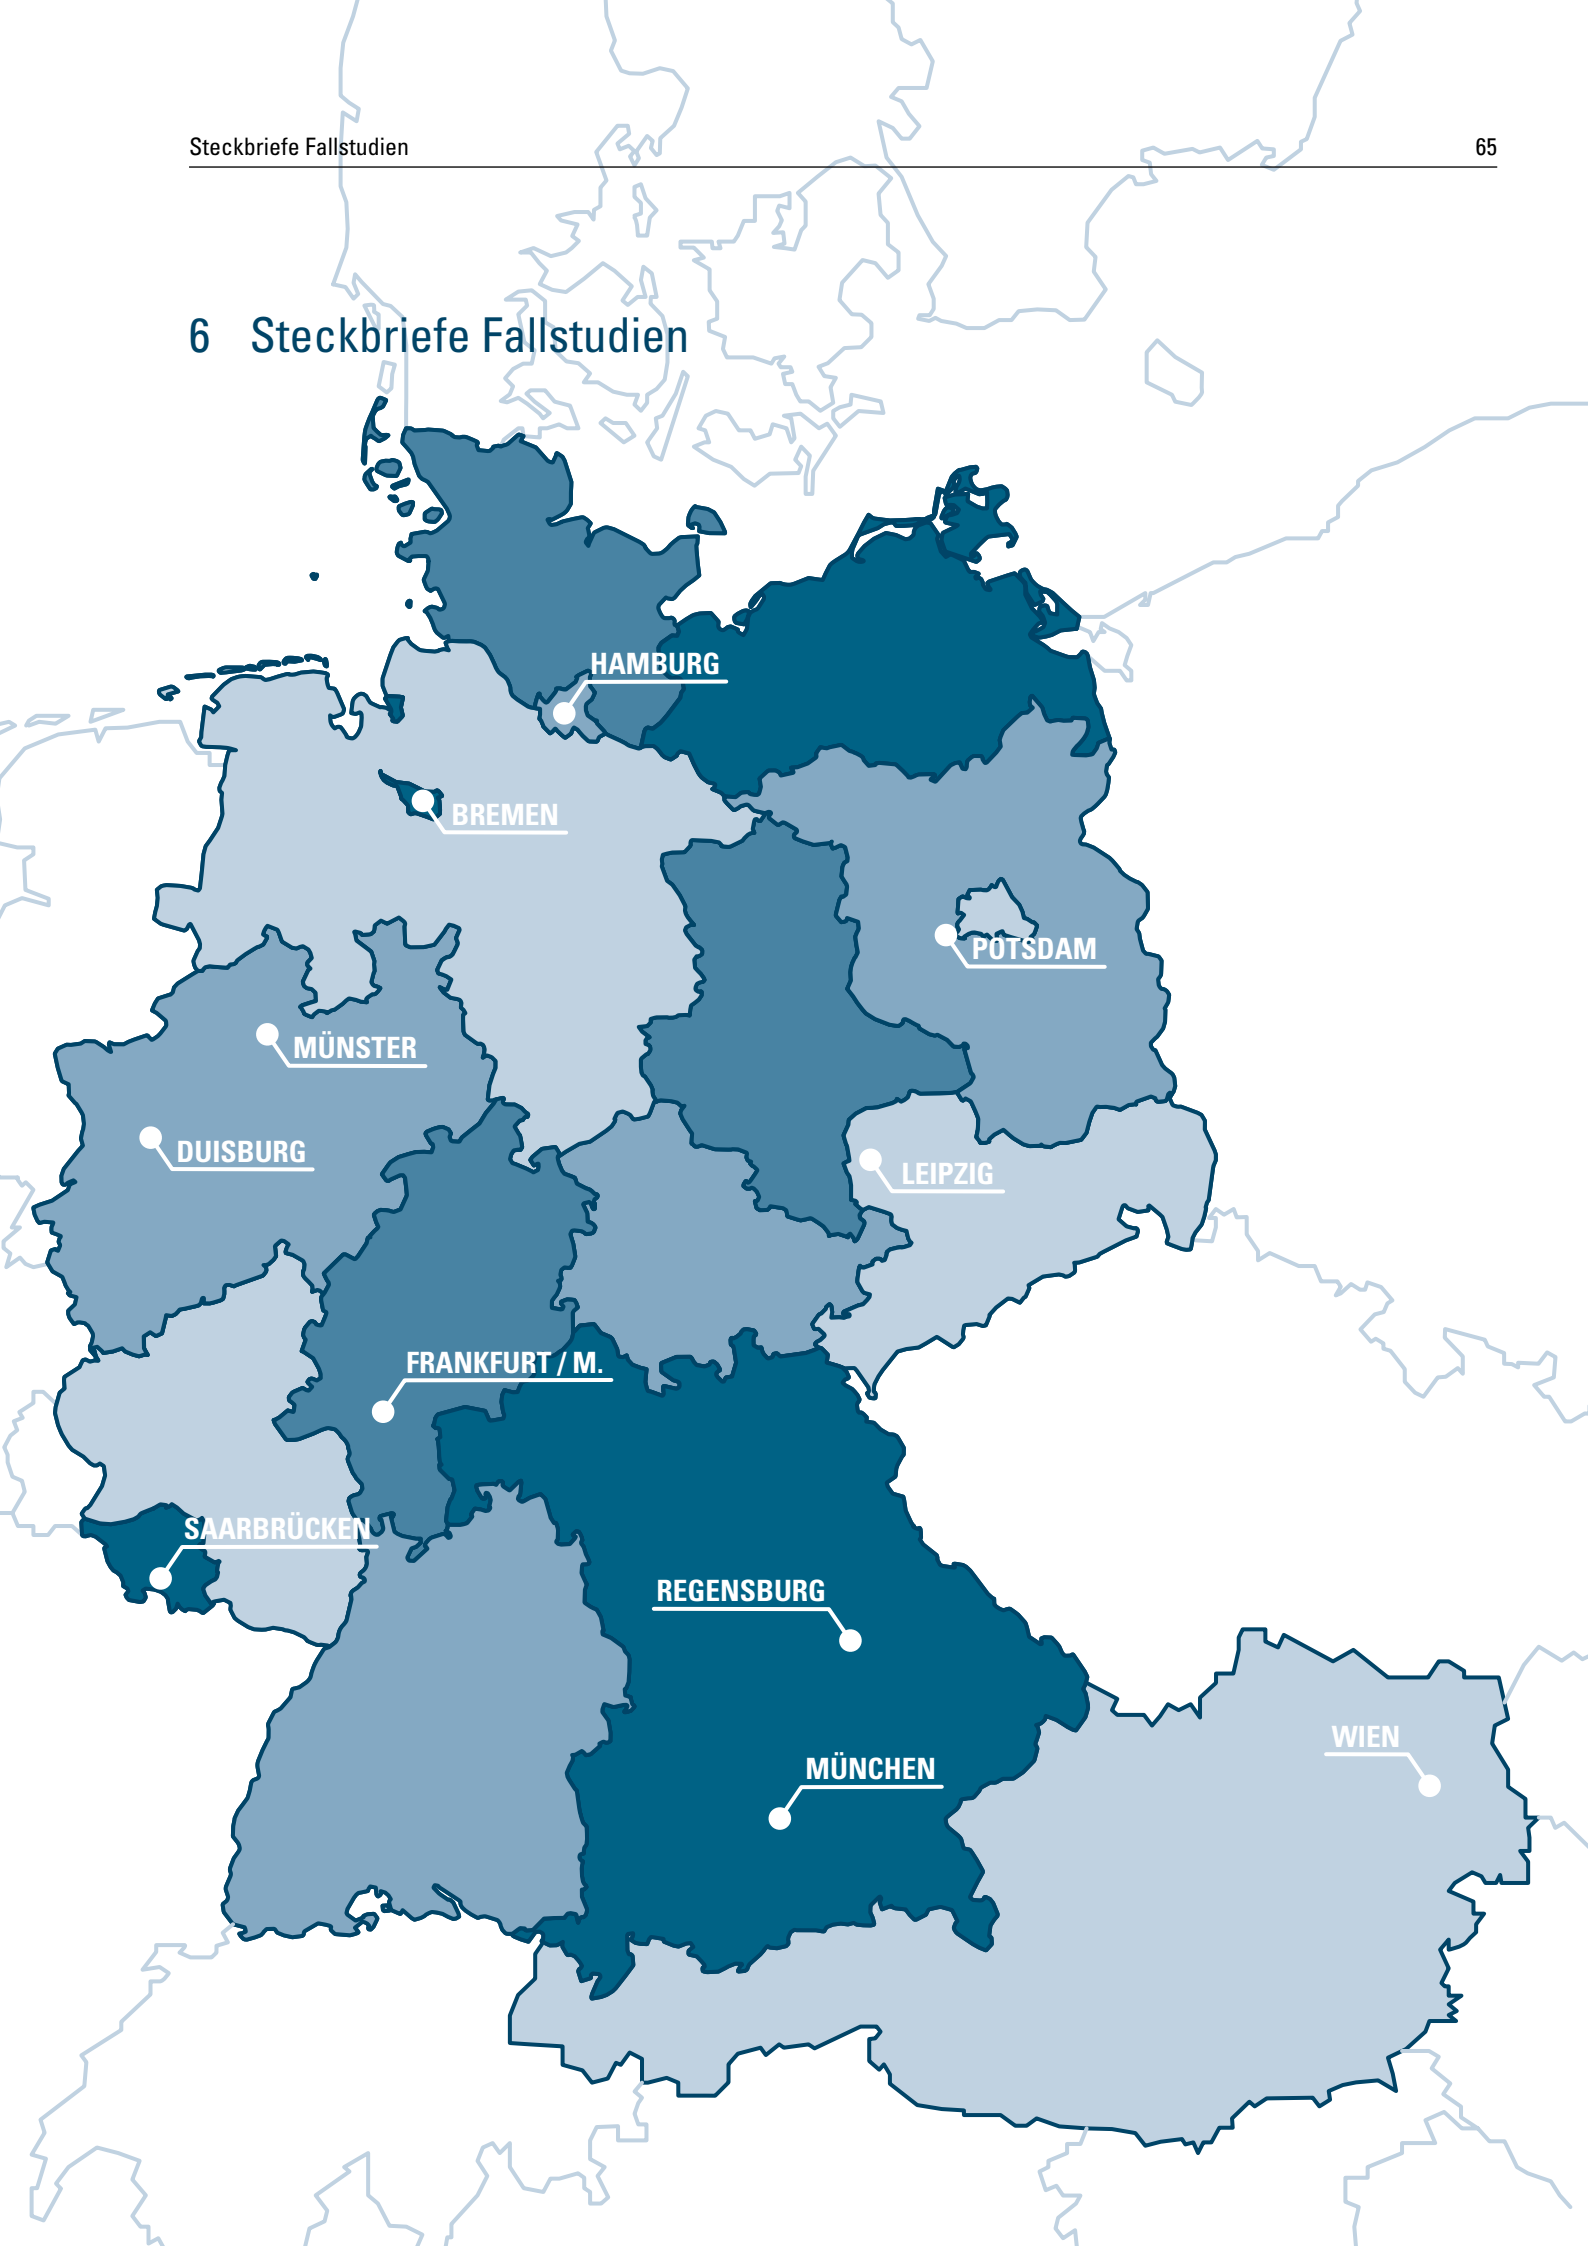 Steckbriefe Fallstudien 65
6 Steckbriefe Fallstudien
HAMBURG
BREMEN
POTSDAM
MÜNSTER
DUISBURG
LEIPZIG
FRANKFURT / M.
SAARBRÜCKEN
REGENSBURG
WIEN
MÜNCHEN